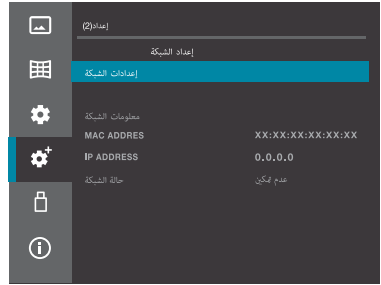 إعداد(2)
إعداد الشبكة
إعدادات الشبكة
معلومات الشبكة
MAC ADDRES XX:XX:XX:XX:XX:XX
IP ADDRESS 0.0.0.0
حالة الشبكة عدم تمكين